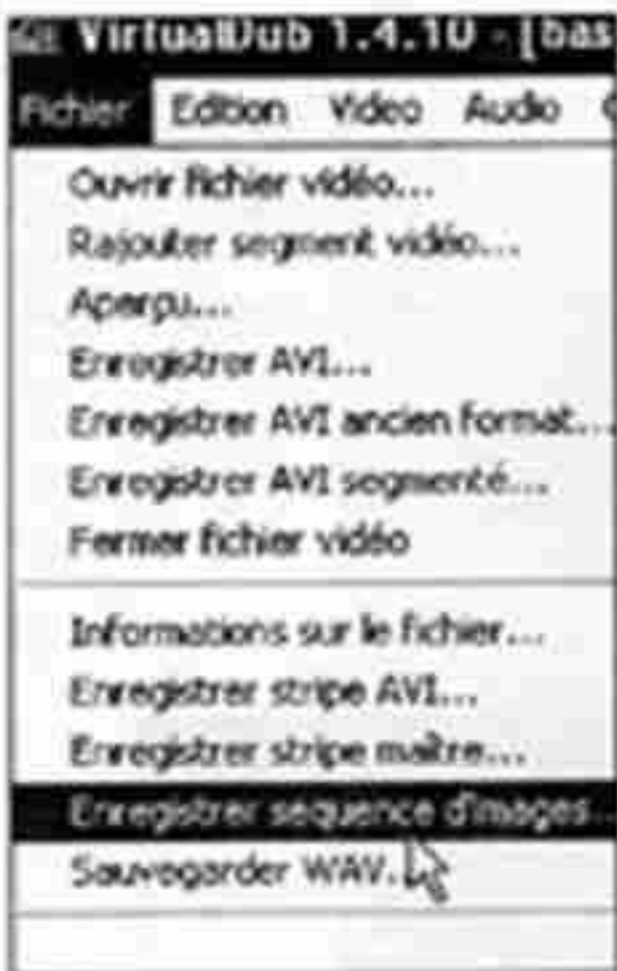 VirtualDub 1.4.10 - [bas
Fichier Edition Video Audio
Ouvrir fichier vidéo...
Rajouter segment vidéo...
Aperçu...
Enregistrer AVI...
Enregistrer AVI ancien format...
Enregistrer AVI segmenté...
Fermer fichier vidéo
Informations sur le fichier...
Enregistrer stripe AVI...
Enregistrer stripe maître...
Enregistrer séquence d'images...
Sauvegarder WAV...